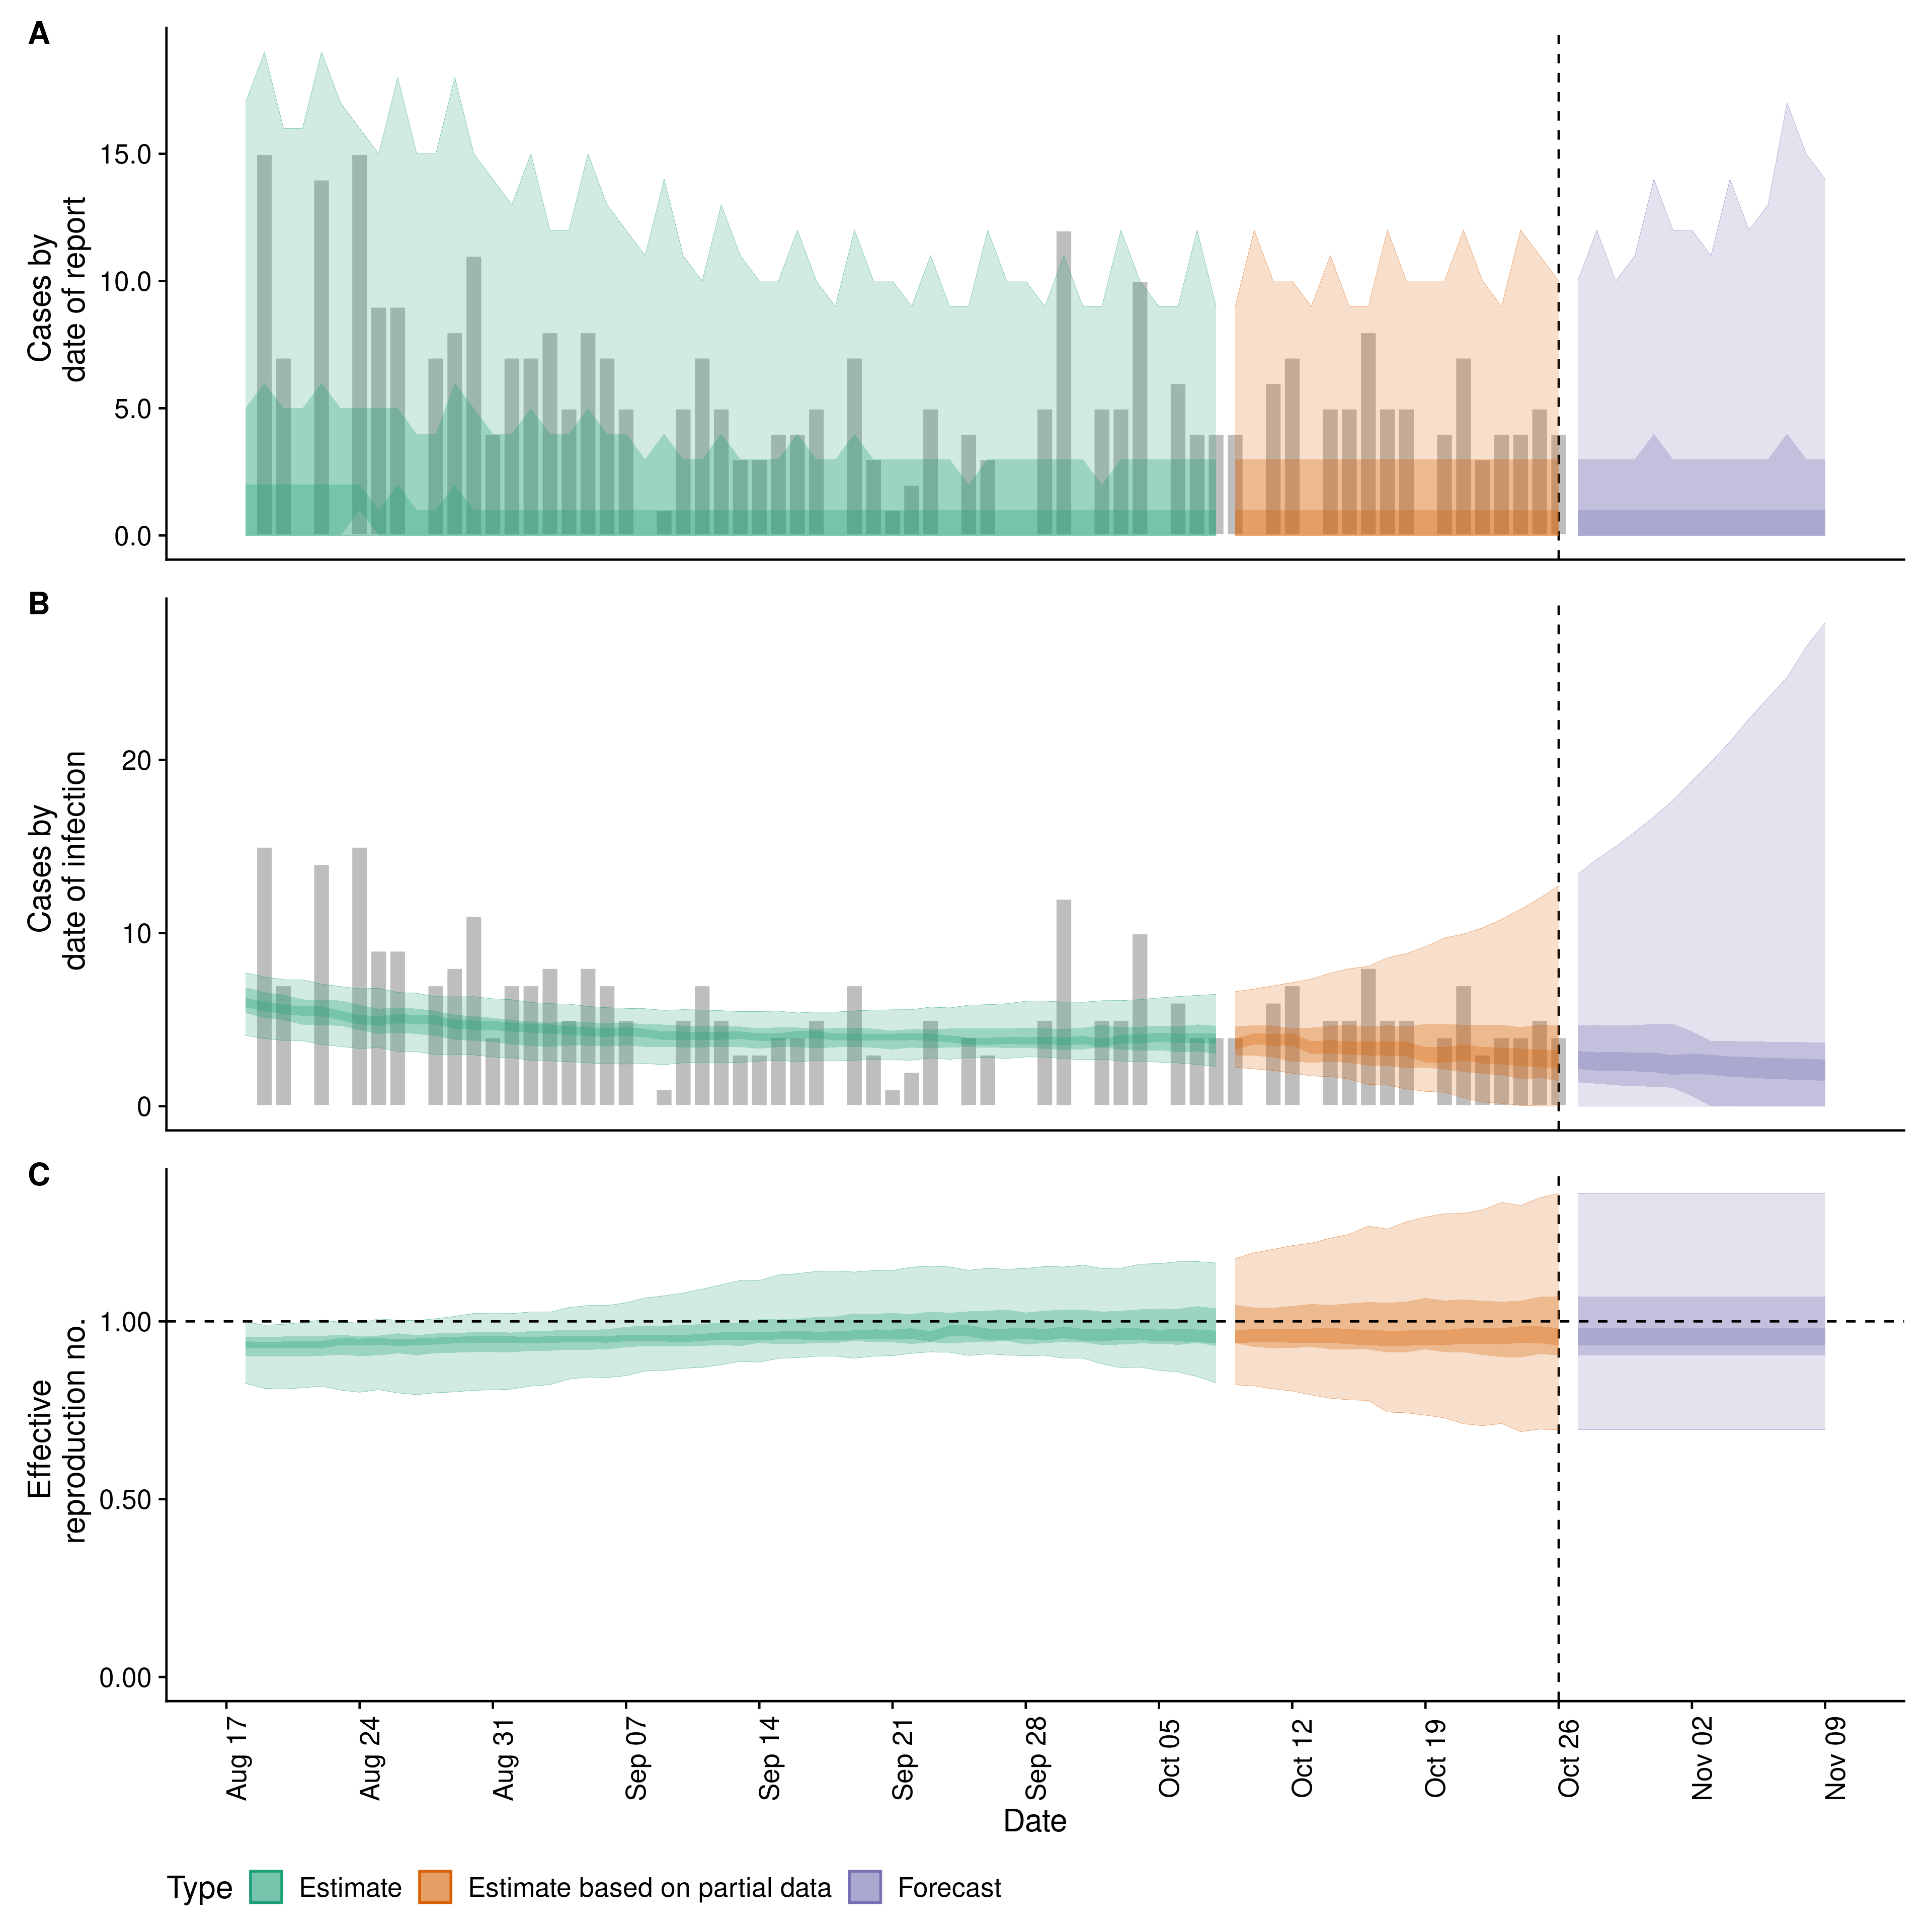 A
Cases by
date of report
15.0
10.0
5.0
0.0
B
Cases by
date of infection
20
10
0
C
Effective
reproduction no.
1.00
0.50
0.00
Aug 17
Aug 24
Aug 31
Sep 07
Sep 14
Sep 21
Sep 28
Oct 05
Oct 12
Oct 19
Oct 26
Nov 02
Nov 09
Date
Type Estimate Estimate based on partial data Forecast